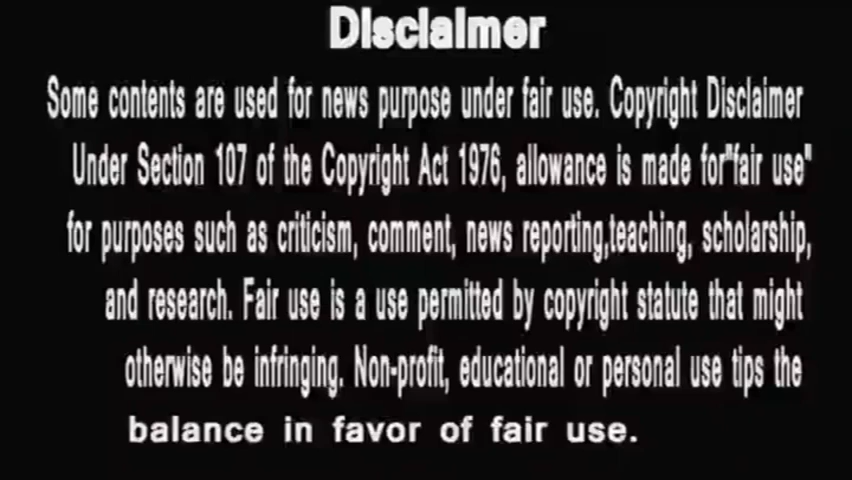 Disclaimer
Some contents are used for news purpose under fair use. Copyright Disclaimer
Under Section 107 of the Copyright Act 1976, allowance is made for"fair use"
for purposes such as criticism, comment, news reporting,teaching, scholarship,
and research. Fair use is a use permitted by copyright statute that might
otherwise be infringing. Non-profit, educational or personal use tips the
balance in favor of fair use.